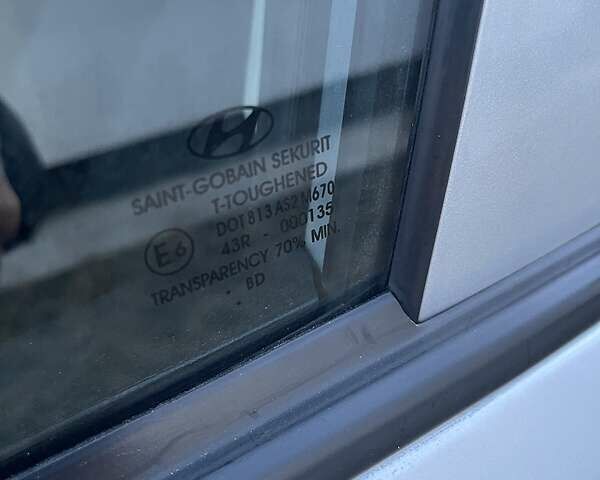 SAINT-GOBAIN SEKURIT
T-TOUGHENED
DOT 813 AS2 M670
E6 43R - 000135
TRANSPARENCY 70% MIN.
. BD